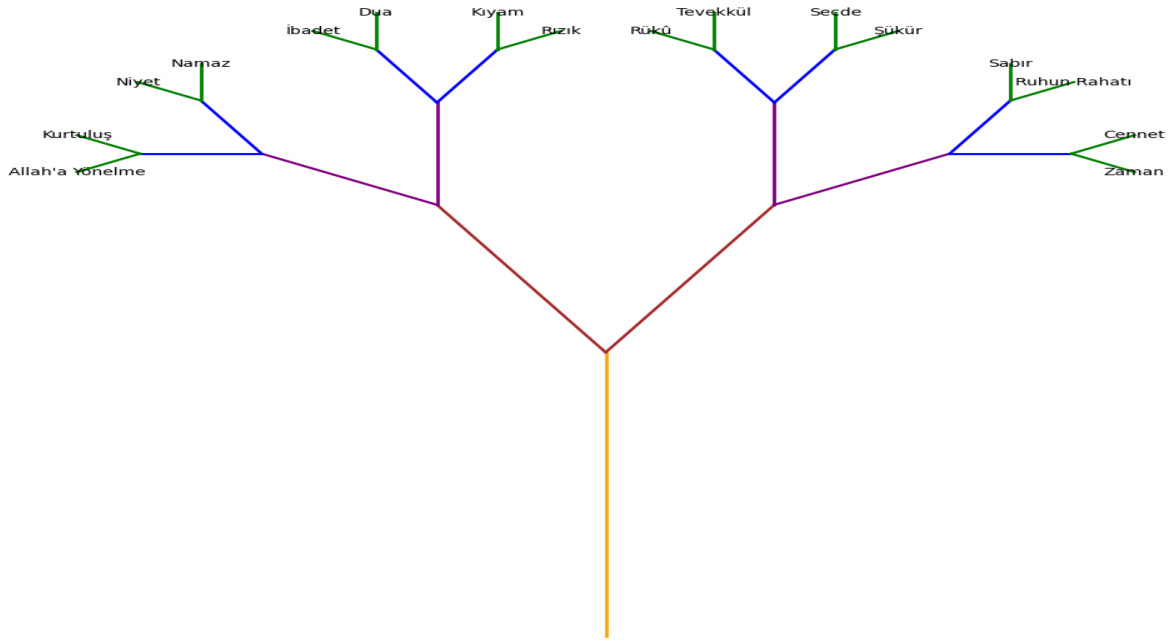 Dua
Kıyam
Tevekkül
Secde
İbadet
Rızık
Rükû
Şükür
Namaz
Sabır
Niyet
Ruhun Rahatı
Kurtuluş
Cennet
Allah'a Yönelme
Zaman